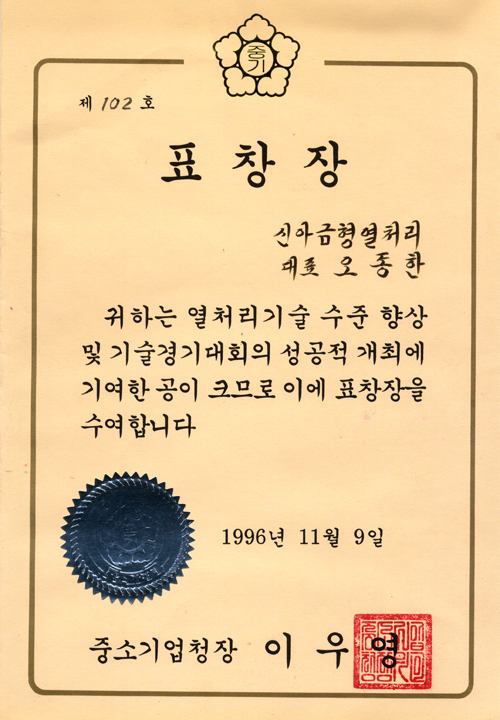 중기
제 102 호
표창장
신아금형열처리
대표 오종한
귀하는 열처리기술 수준 향상
및 기술경기대회의 성공적 개최에
기여한 공이 크므로 이에 표창장을
수여합니다
1996년 11월 9일
중소기업청장 이우영